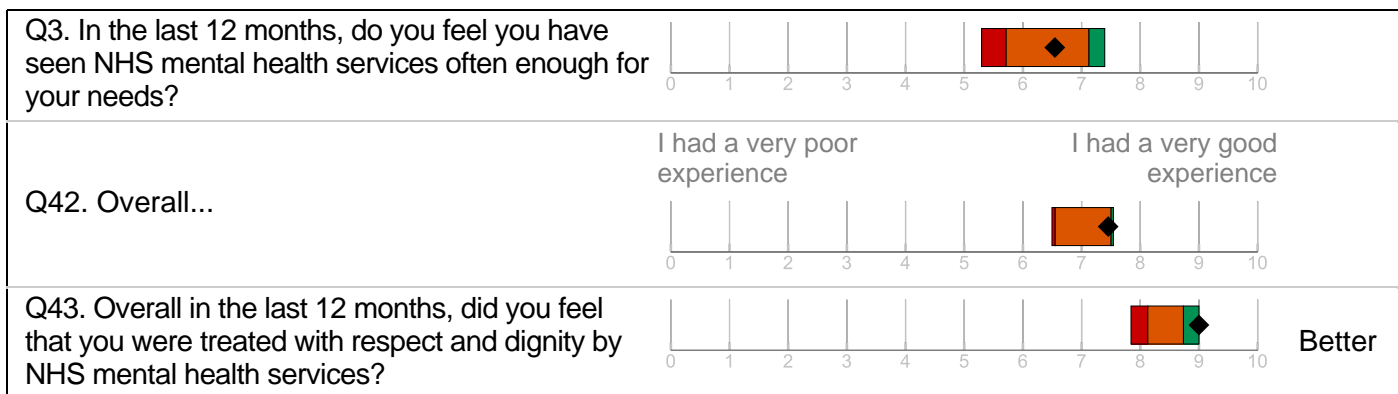 Q3. In the last 12 months, do you feel you have
seen NHS mental health services often enough for
your needs?
0 1 2 3 4 5 6 7 8 9 10
I had a very poor
experience
I had a very good
experience
Q42. Overall...
0 1 2 3 4 5 6 7 8 9 10
Q43. Overall in the last 12 months, did you feel
that you were treated with respect and dignity by
NHS mental health services?
0 1 2 3 4 5 6 7 8 9 10
Better